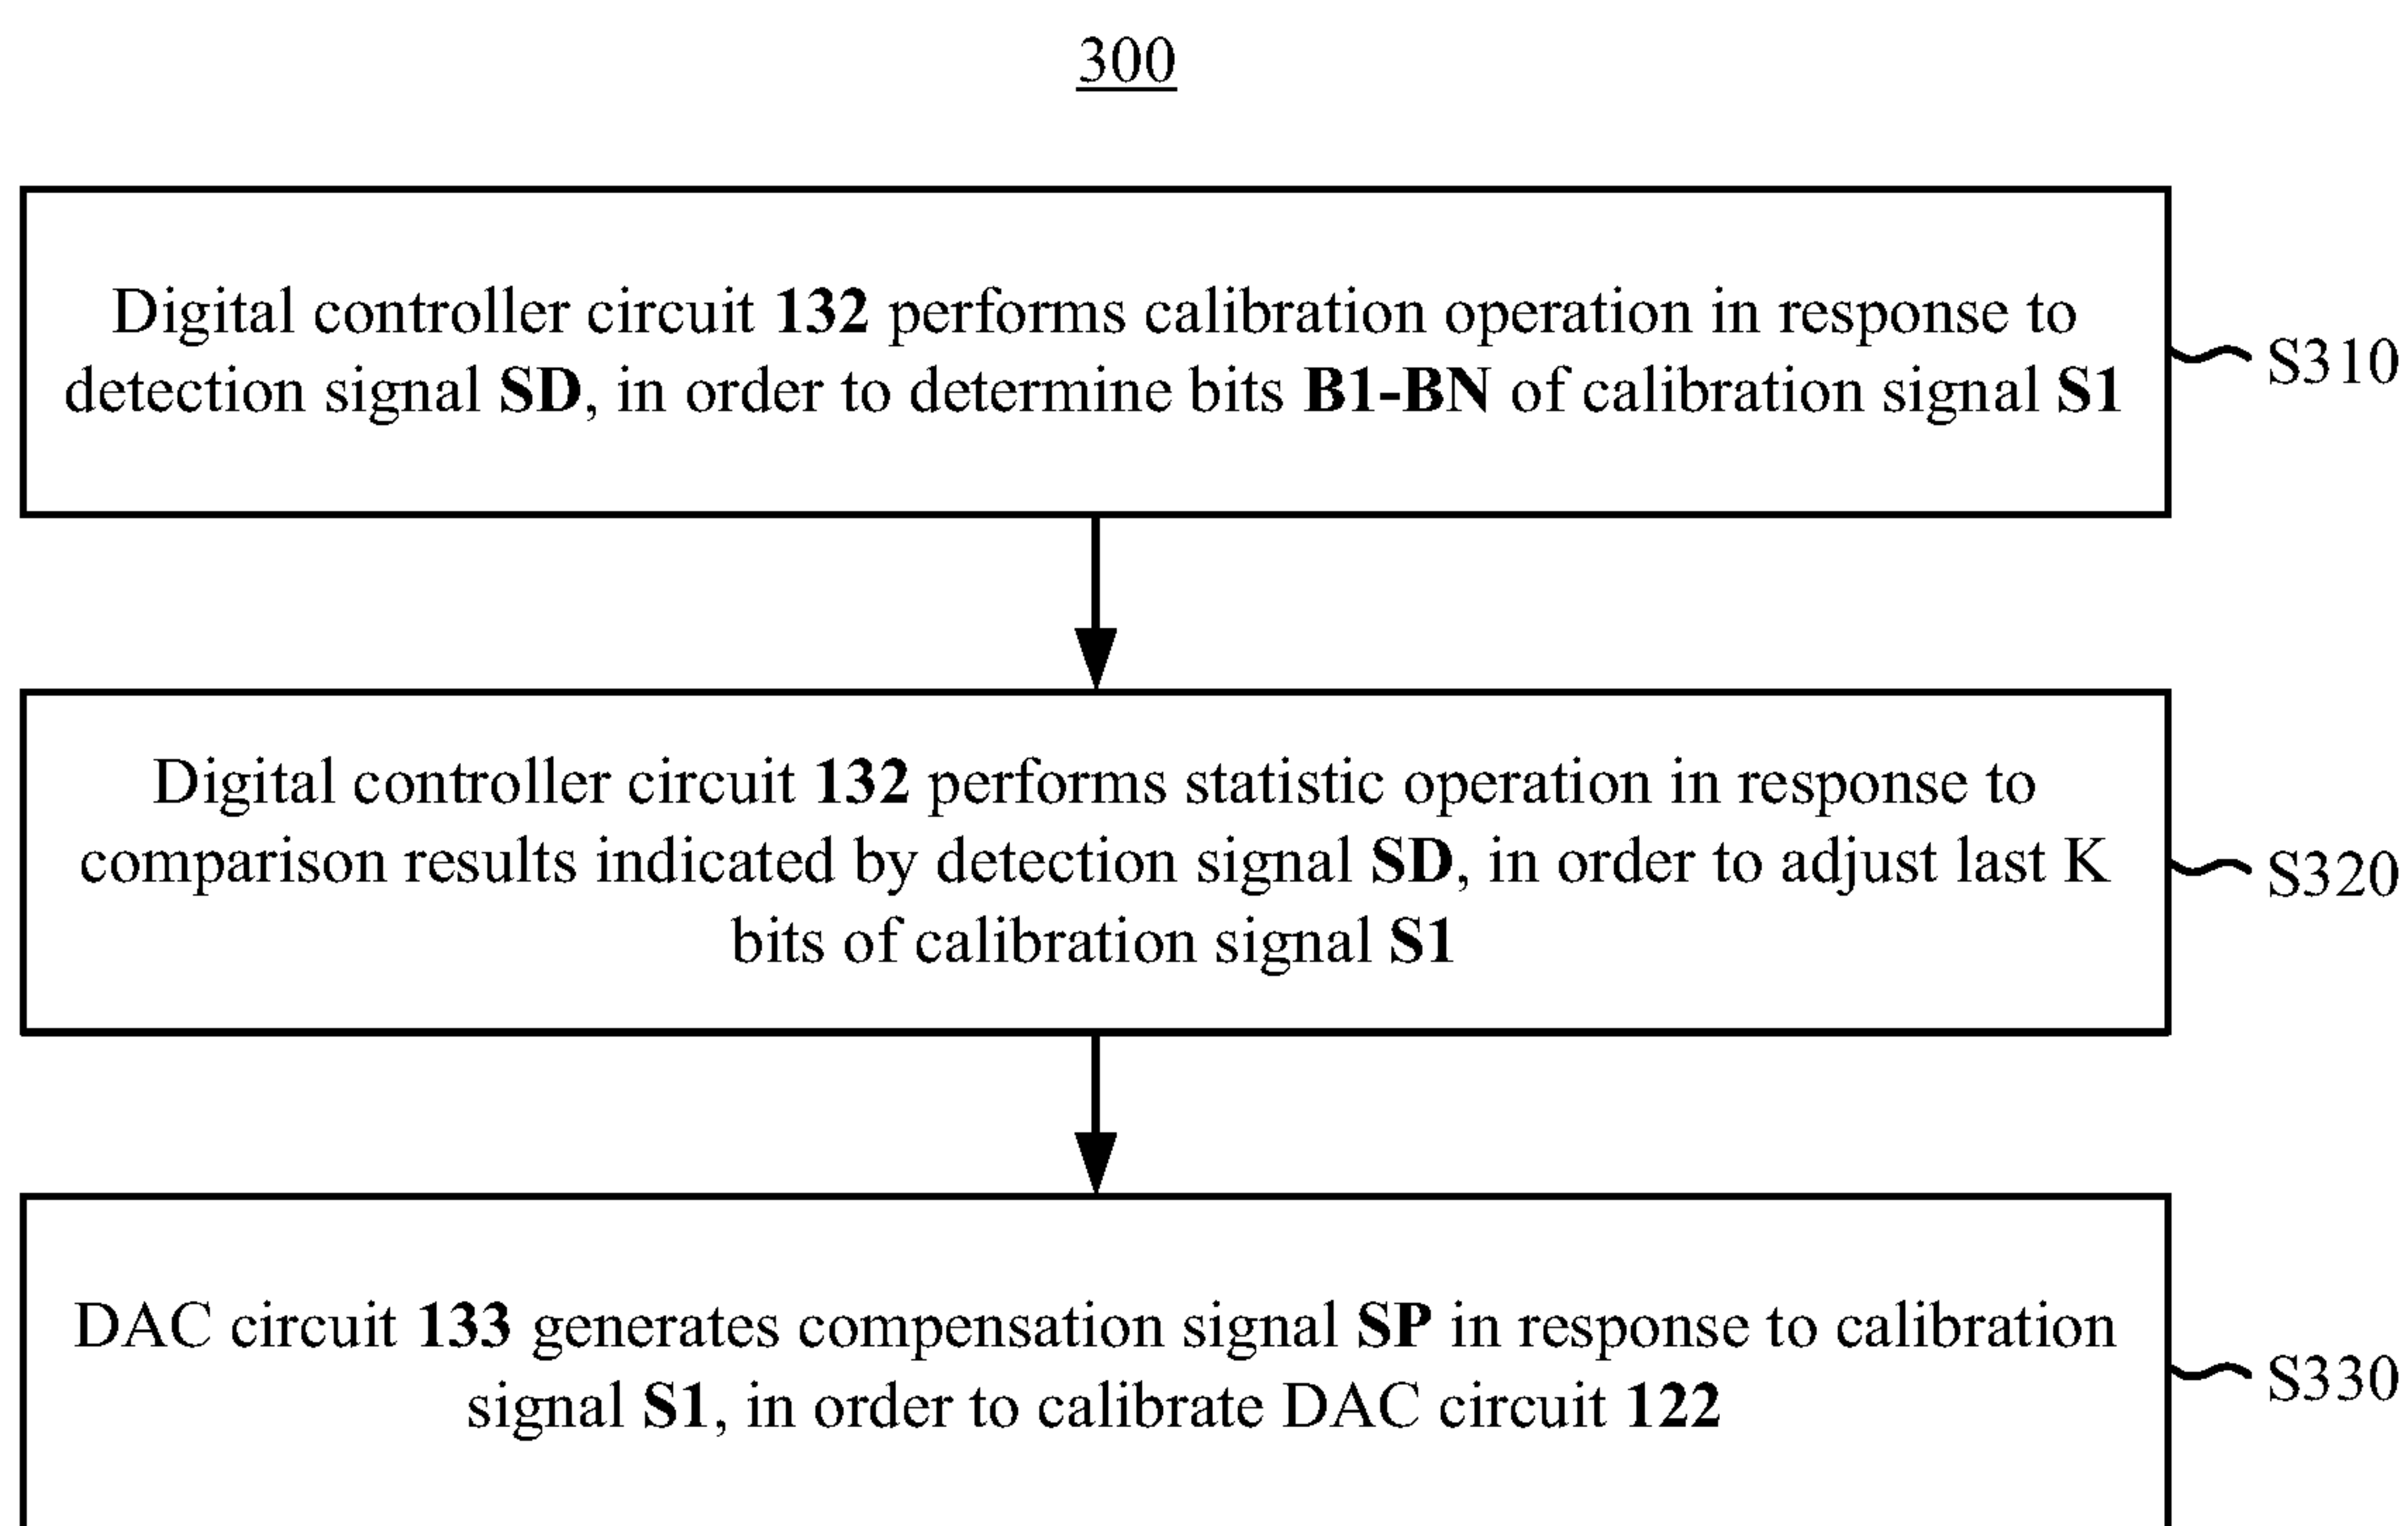 300
Digital controller circuit 132 performs calibration operation in response to
detection signal SD, in order to determine bits B1-BN of calibration signal S1
S310
Digital controller circuit 132 performs statistic operation in response to
comparison results indicated by detection signal SD, in order to adjust last K
bits of calibration signal S1
S320
DAC circuit 133 generates compensation signal SP in response to calibration
signal S1, in order to calibrate DAC circuit 122
S330